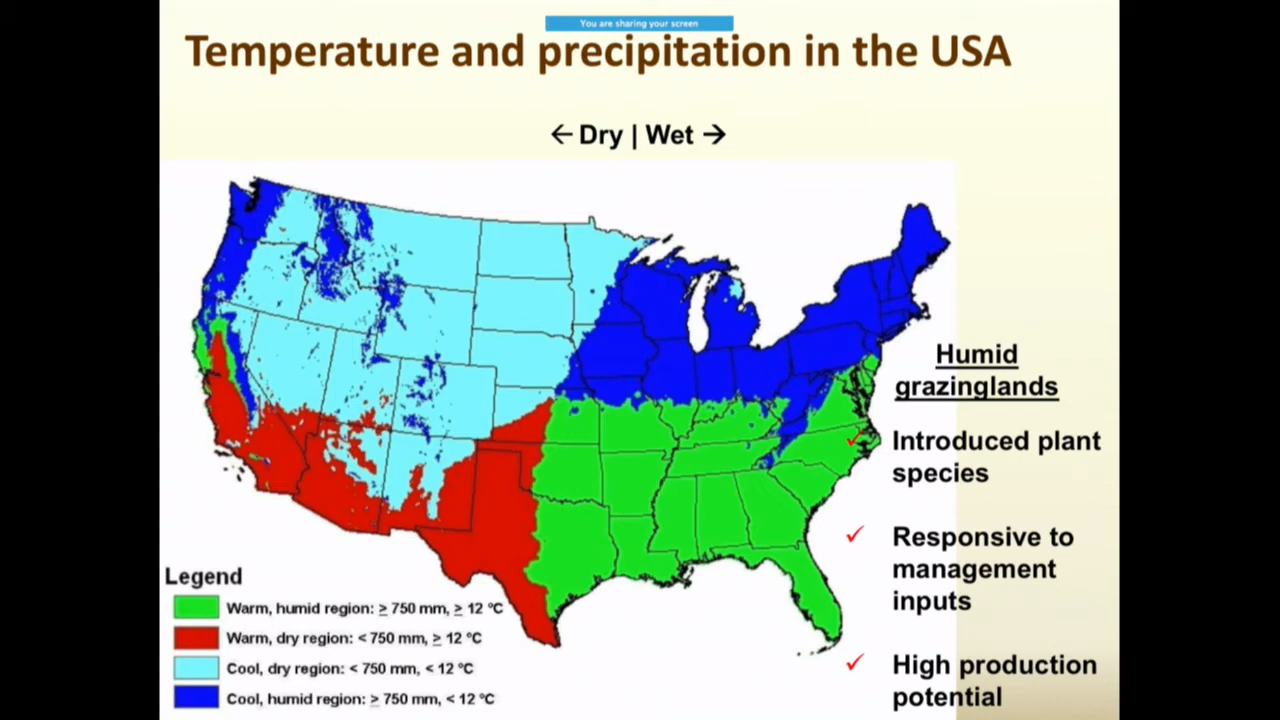 You are sharing your screen
Temperature and precipitation in the USA
← Dry | Wet →
Humid
grazinglands
✓ Introduced plant
species
✓ Responsive to
management
inputs
✓ High production
potential
Legend
Warm, humid region: ≥ 750 mm, ≥ 12 °C
Warm, dry region: < 750 mm, ≥ 12 °C
Cool, dry region: < 750 mm, < 12 °C
Cool, humid region: ≥ 750 mm, < 12 °C